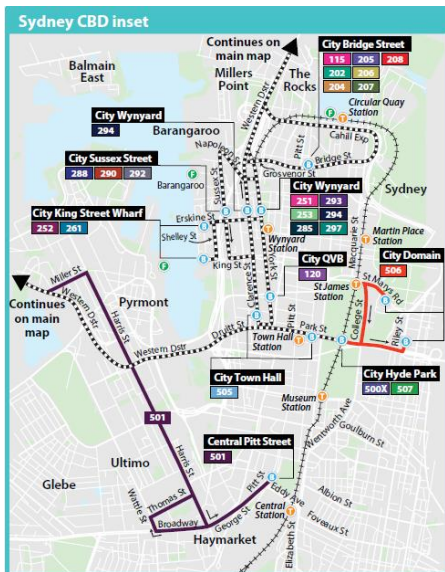 Sydney CBD inset
Continues on
main map
City Bridge Street
115 205 208
202 206
204 207
Balmain
East
Millers
Point
The
Rocks
Western Dstr
F
T
Circular Quay
Station
City Wynyard
294
Barangaroo
Napoleon St
Pitt St
Cahill Exp
B
Bridge St
Grosvenor St
City Sussex Street
288 290 292
F
Barangaroo
Sussex St
City Wynyard
251 293
253 294
285 297
Sydney
City King Street Wharf
252 261
Erskine St
B
B
B
B
Shelley St
T
Wynyard
Station
Macquarie St
T
Martin Place
Station
F
King St
B
York St
City QVB
120
City Domain
506
Miller St
Continues
on main map
Western Dstr
Pyrmont
Clarence St
St James
Station
T
St Marys Rd
B
Harris St
B
Druitt St
Pitt St
College St
Riley St
Western Dstr
B
Park St
Town Hall
Station
T
B
B
B
City Town Hall
505
City Hyde Park
500X 507
Museum
Station
T
501
Central Pitt Street
501
Wentworth Ave
Goulburn St
Harris St
Ultimo
Pitt St
B
Glebe
Thomas St
Wattle St
Eddy Ave
Albion St
Central
Station
T
Broadway
George St
Foveaux St
Haymarket
Elizabeth St